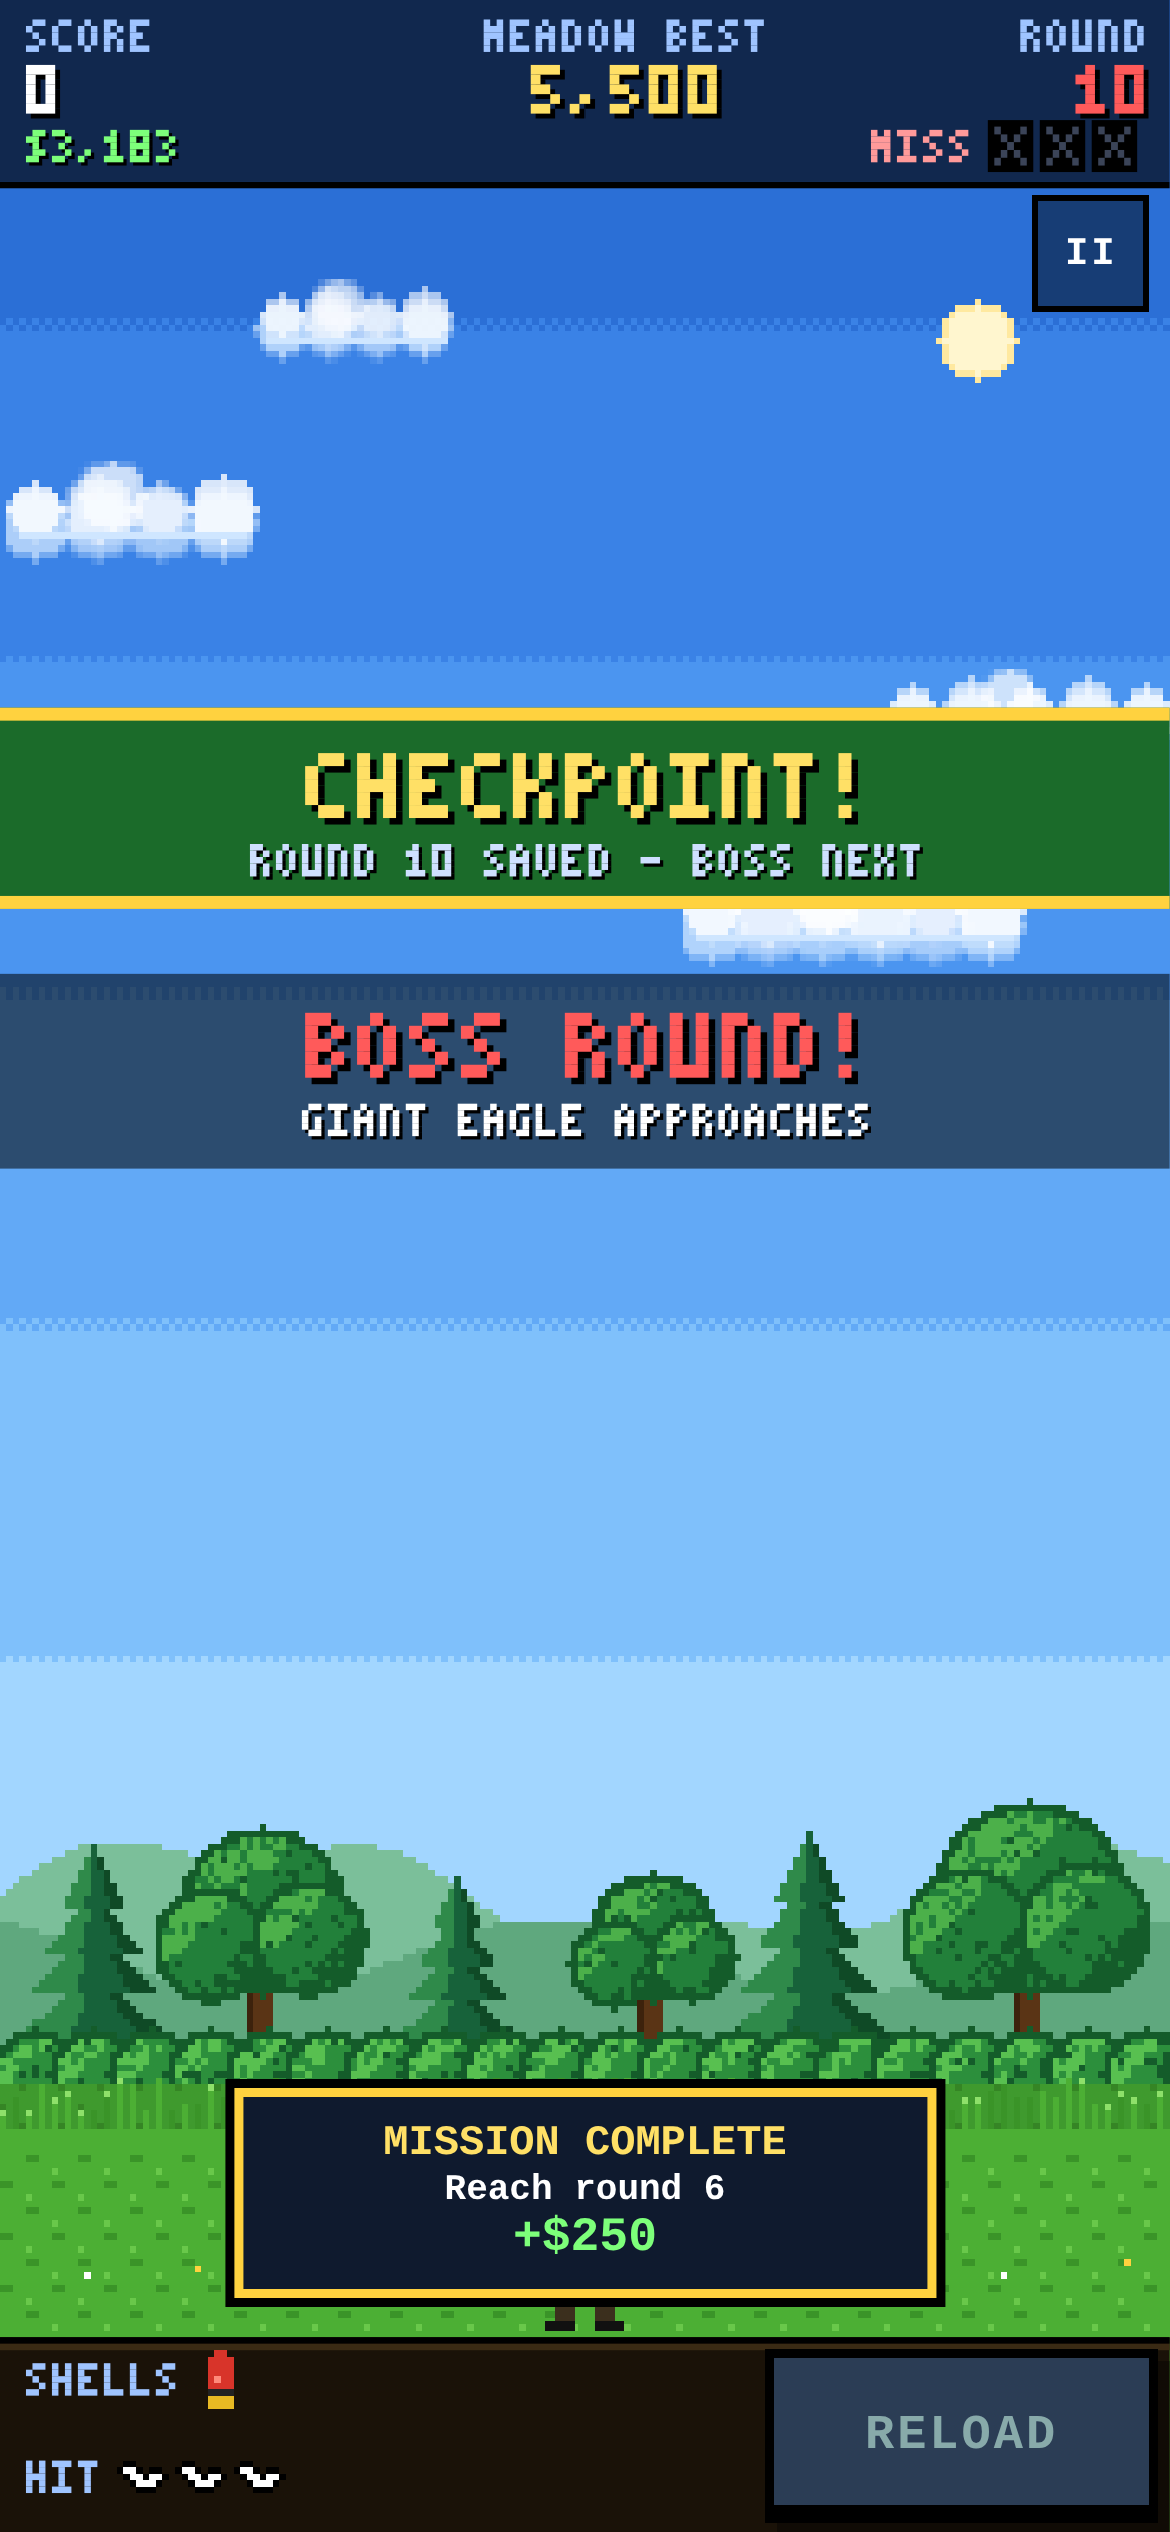 SCORE
MEADOW BEST
ROUND
0
5,500
10
$3,183
MISS XXX
II
CHECKPOINT!
ROUND 10 SAVED - BOSS NEXT
BOSS ROUND!
GIANT EAGLE APPROACHES
MISSION COMPLETE
Reach round 6
+$250
SHELLS
RELOAD
HIT